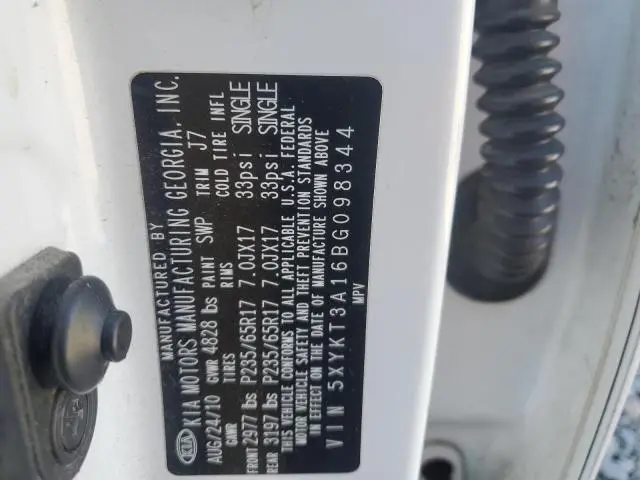 MANUFACTURED BY
KIA KIA MOTORS MANUFACTURING GEORGIA, INC.
AUG/24/10 GVWR 4828 lbs PAINT SWP TRIM J7
GAWR TIRES RIMS COLD TIRE INFL
FRONT 2977 lbs P235/65R17 7.0JX17 33psi SINGLE
REAR 3197 lbs P235/65R17 7.0JX17 33psi SINGLE
THIS VEHICLE CONFORMS TO ALL APPLICABLE U.S.A. FEDERAL
MOTOR VEHICLE SAFETY AND THEFT PREVENTION STANDARDS
IN EFFECT ON THE DATE OF MANUFACTURE SHOWN ABOVE
VIN 5XYKT3A16BG098344
MPV